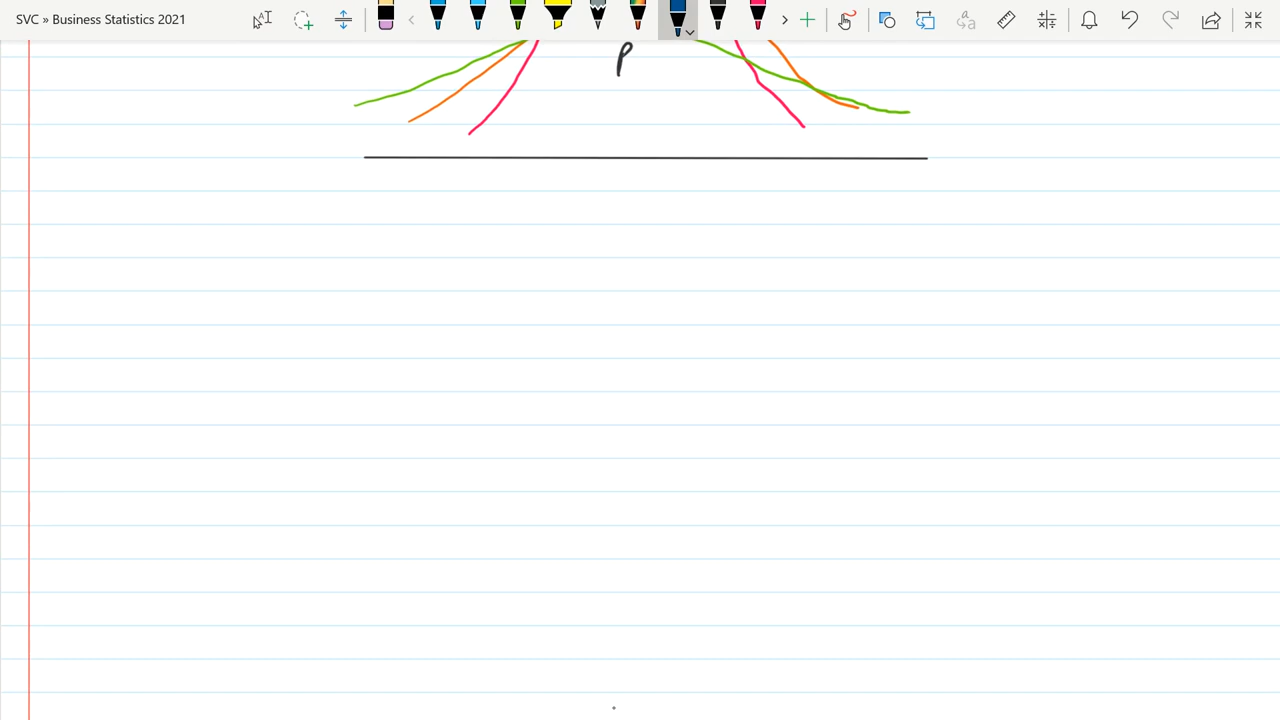 SVC » Business Statistics 2021
ρ